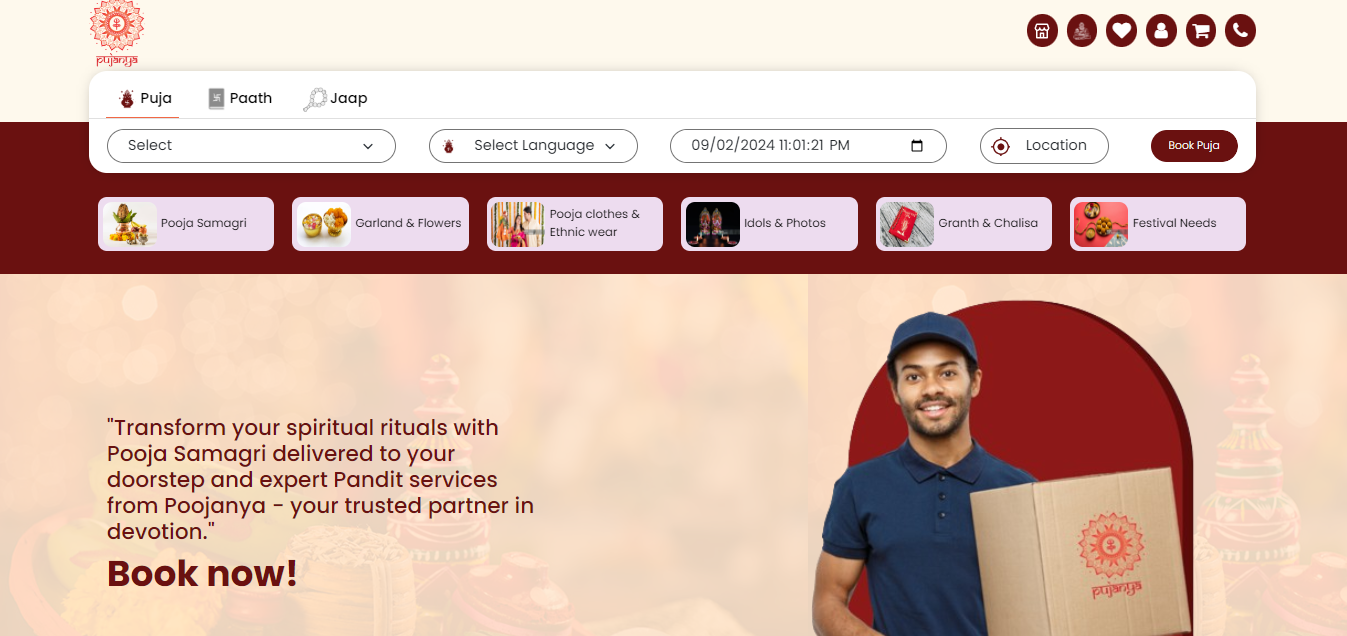 pujanya
Puja
Paath
Jaap
Select
Select Language
09/02/2024 11:01:21 PM
Location
Book Puja
Pooja Samagri
Garland & Flowers
Pooja clothes &
Ethnic wear
Idols & Photos
Granth & Chalisa
Festival Needs
"Transform your spiritual rituals with
Pooja Samagri delivered to your
doorstep and expert Pandit services
from Poojanya - your trusted partner in
devotion."
Book now!
pujanya